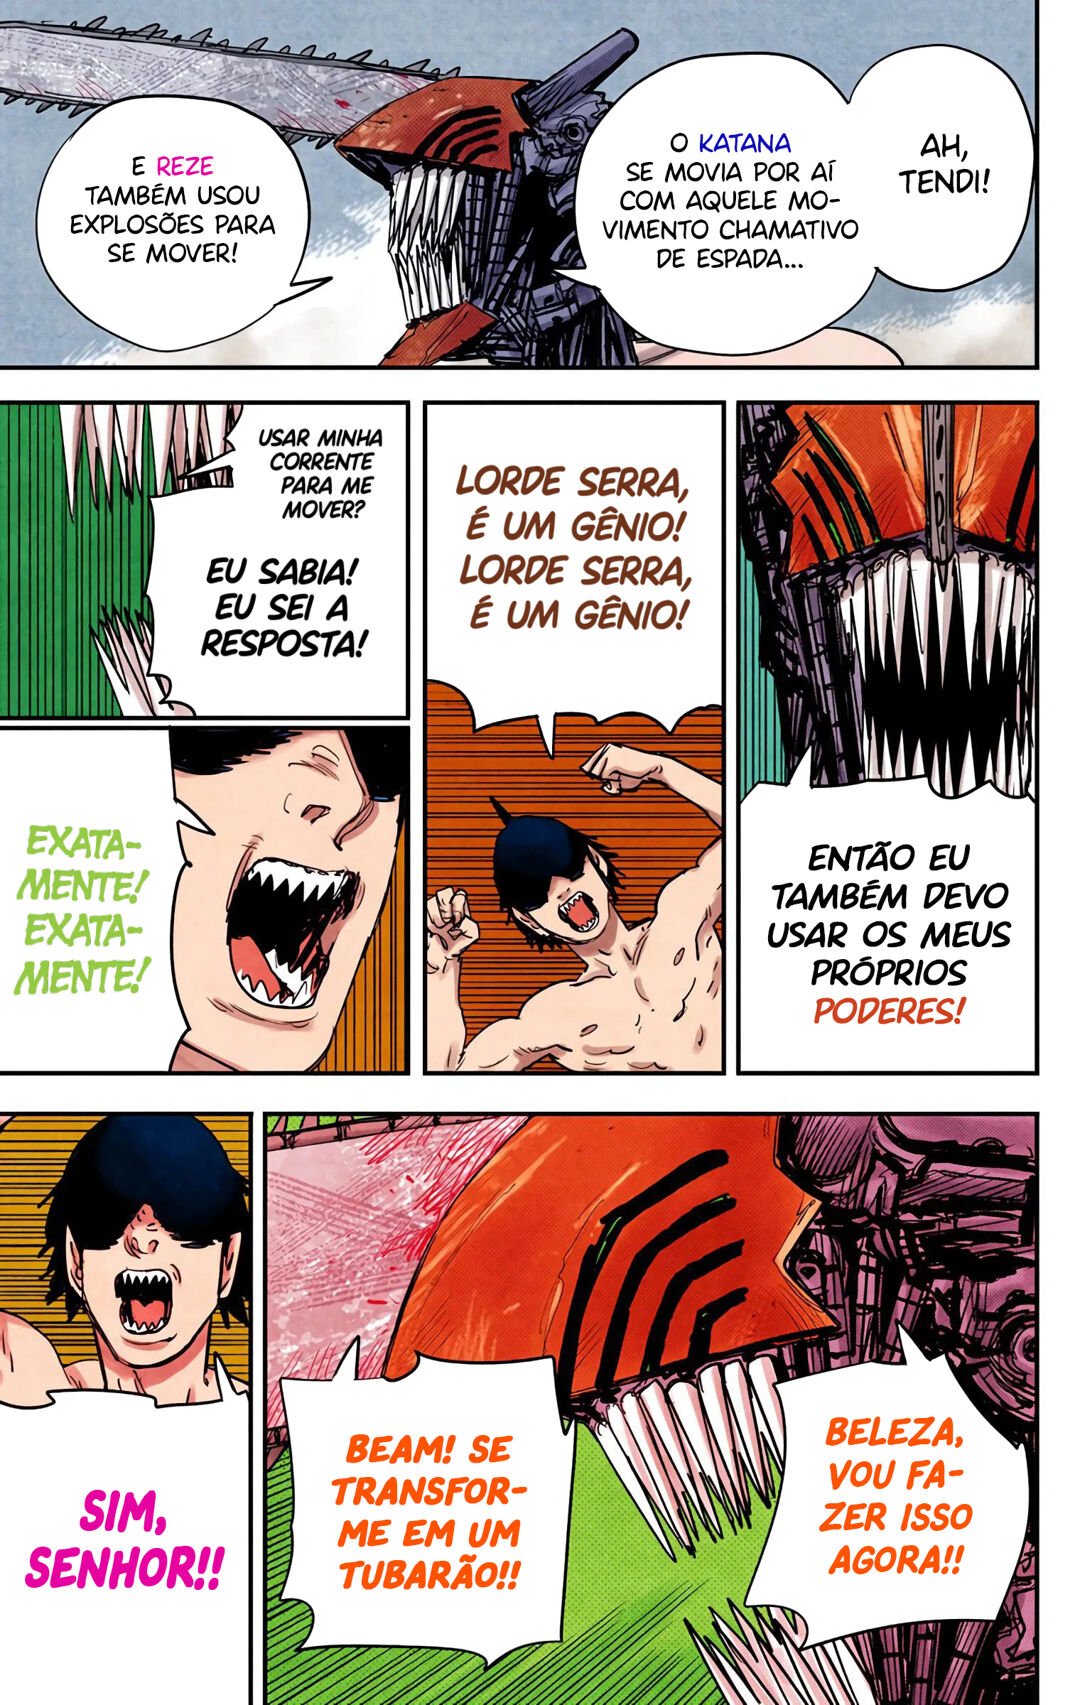 AH,
TENDI!
O KATANA
SE MOVIA POR AÍ
COM AQUELE MO-
VIMENTO CHAMATIVO
DE ESPADA...
E REZE
TAMBÉM USOU
EXPLOSÕES PARA
SE MOVER!
ENTÃO EU
TAMBÉM DEVO
USAR OS MEUS
PRÓPRIOS
PODERES!
LORDE SERRA,
É UM GÊNIO!
LORDE SERRA,
É UM GÊNIO!
USAR MINHA
CORRENTE
PARA ME
MOVER?
EU SABIA!
EU SEI A
RESPOSTA!
EXATA-
MENTE!
EXATA-
MENTE!
BELEZA,
VOU FA-
ZER ISSO
AGORA!!
BEAM! SE
TRANSFOR-
ME EM UM
TUBARÃO!!
SIM,
SENHOR!!